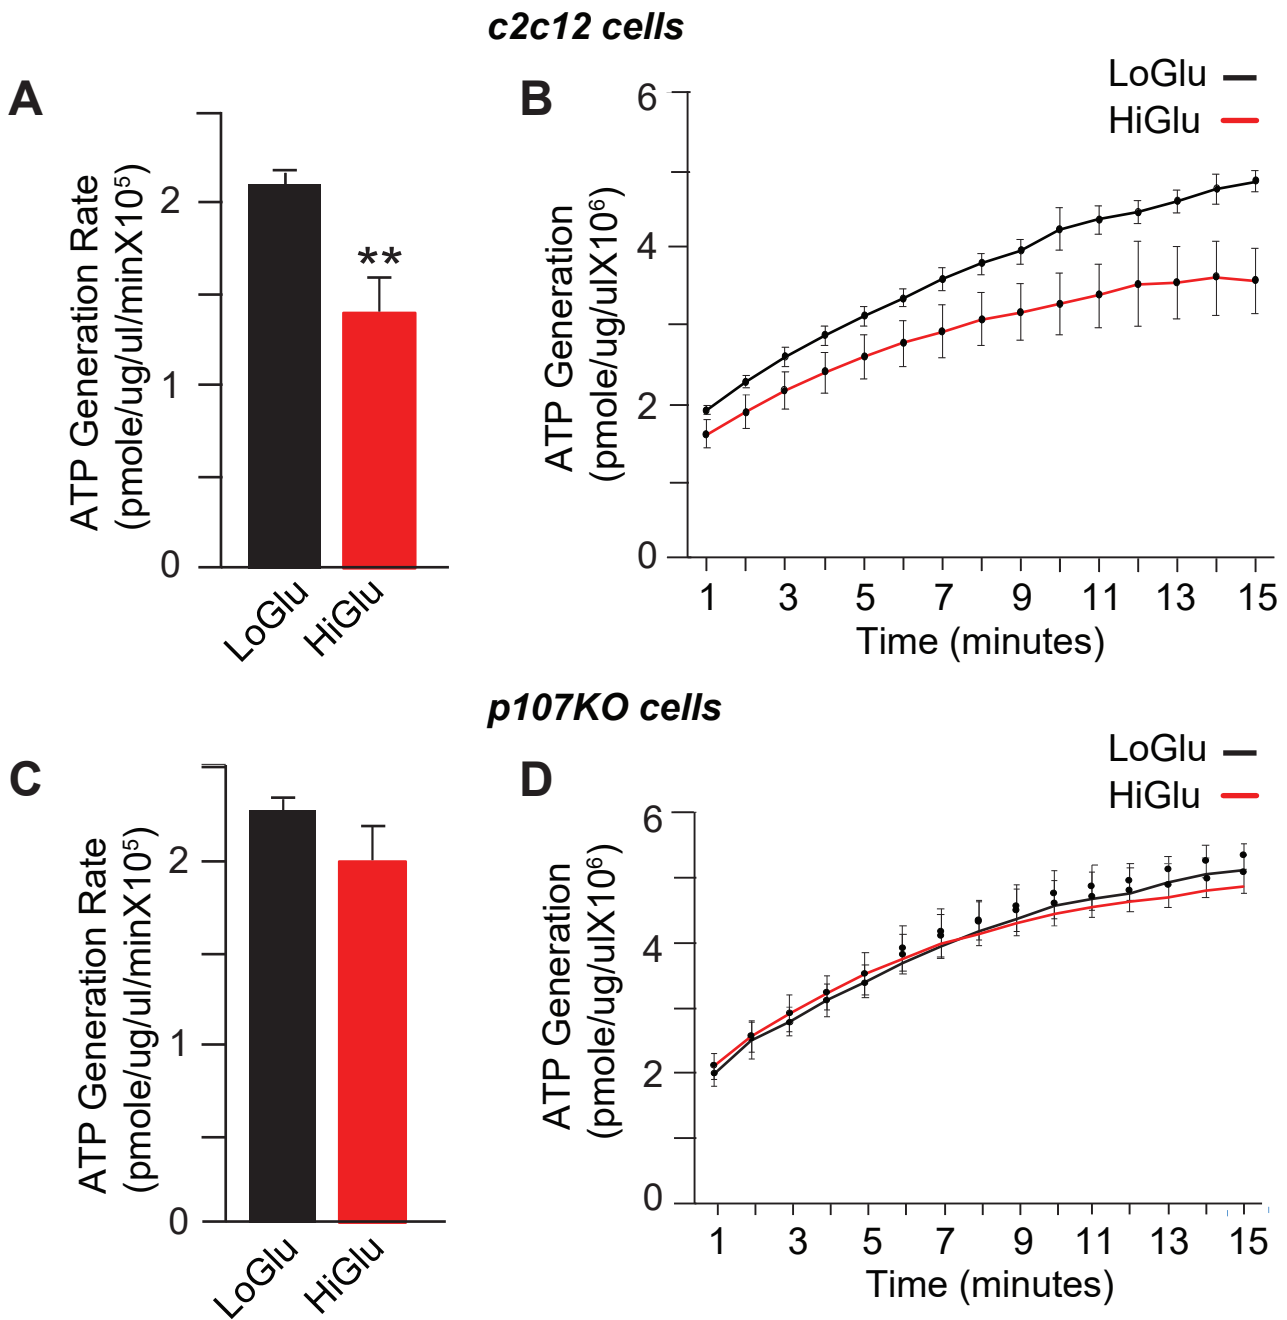 c2c12 cells
A
ATP Generation Rate
(pmole/ug/ul/minX10⁵)
2
1
0
**
LoGlu
HiGlu
B
LoGlu
HiGlu
ATP Generation
(pmole/ug/ulX10⁶)
6
4
2
0
1 3 5 7 9 11 13 15
Time (minutes)
p107KO cells
C
ATP Generation Rate
(pmole/ug/ul/minX10⁵)
2
1
0
LoGlu
HiGlu
D
LoGlu
HiGlu
ATP Generation
(pmole/ug/ulX10⁶)
6
4
2
0
1 3 5 7 9 11 13 15
Time (minutes)